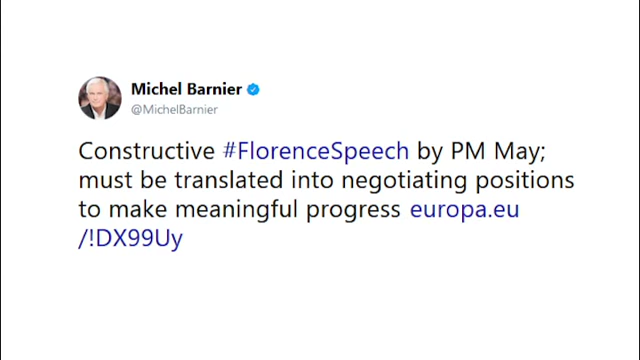 Michel Barnier
@MichelBarnier
Constructive #FlorenceSpeech by PM May;
must be translated into negotiating positions
to make meaningful progress europa.eu
/!DX99Uy